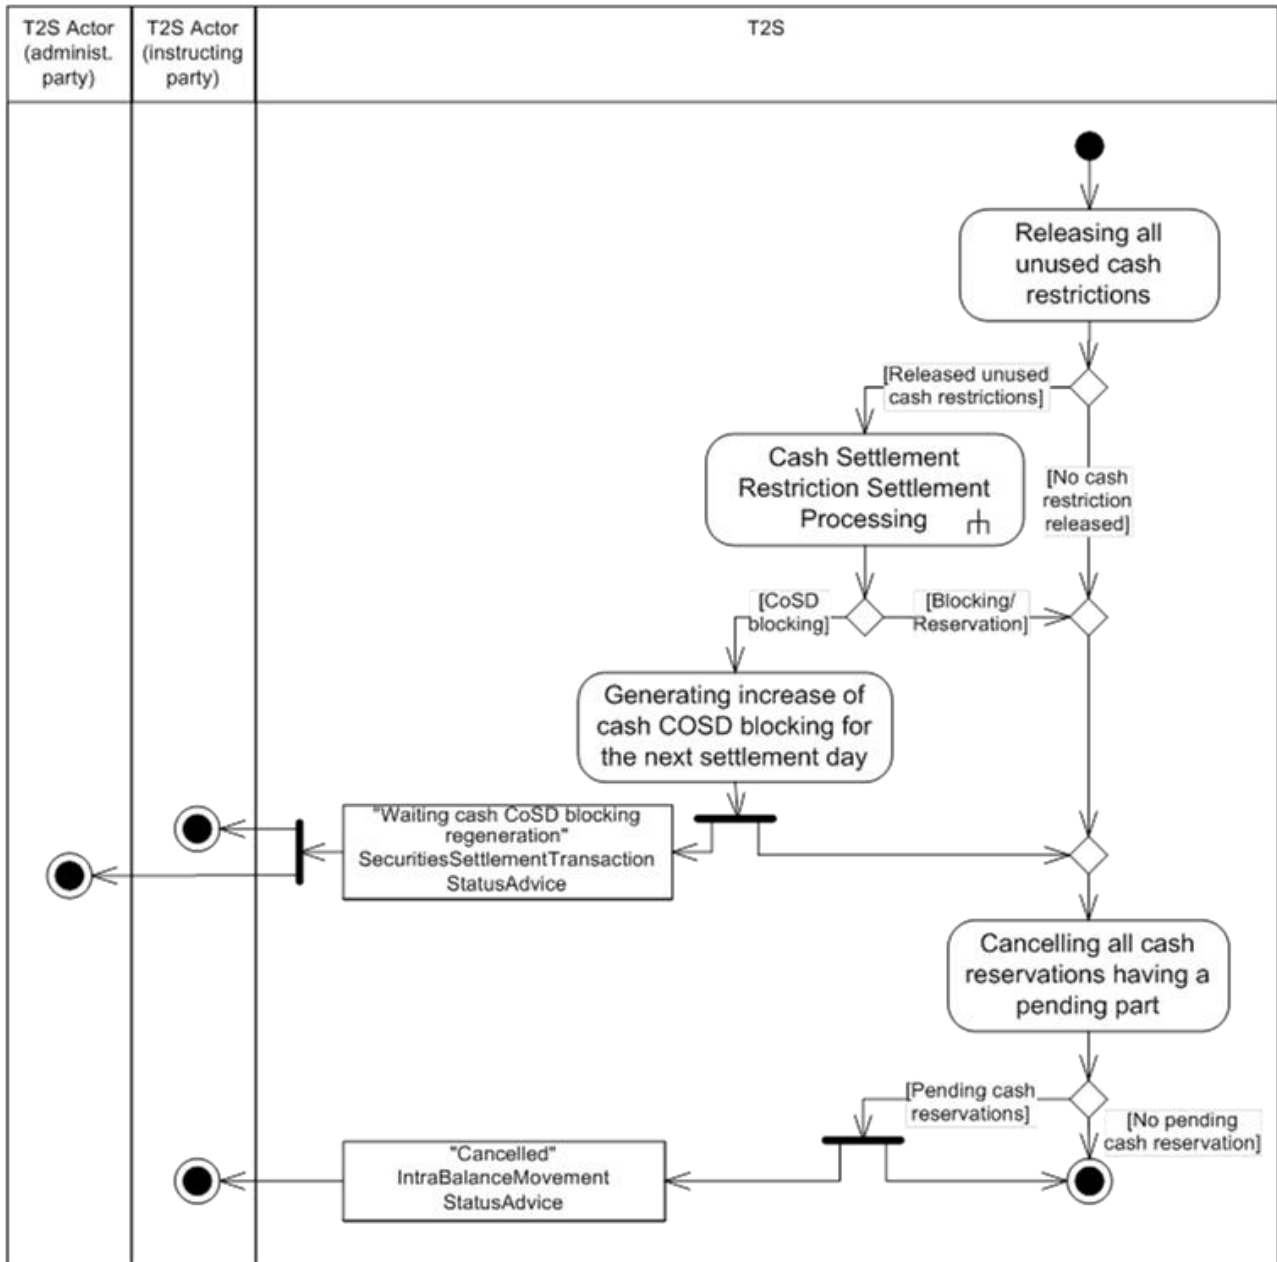 T2S Actor
(administ.
party)
T2S Actor
(instructing
party)
T2S
Releasing all
unused cash
restrictions
[Released unused
cash restrictions]
Cash Settlement
Restriction Settlement
Processing
[No cash
restriction
released]
[CoSD
blocking]
[Blocking/
Reservation]
Generating increase of
cash COSD blocking for
the next settlement day
"Waiting cash CoSD blocking
regeneration"
SecuritiesSettlementTransaction
StatusAdvice
Cancelling all cash
reservations having a
pending part
[Pending cash
reservations]
[No pending
cash reservation]
"Cancelled"
IntraBalanceMovement
StatusAdvice